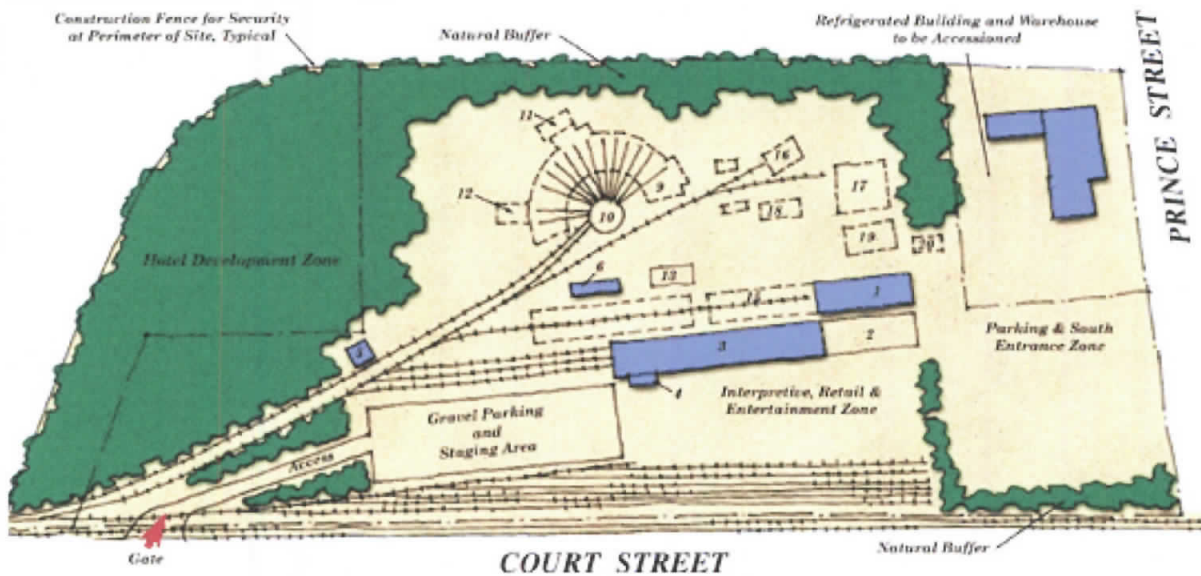 Construction Fence for Security
at Perimeter of Site, Typical
Natural Buffer
Refrigerated Building and Warehouse
to be Accessioned
PRINCE STREET
11
16
12
9
17
10
18
19
20
Hotel Development Zone
6
13
1
5
3
2
Parking & South
Entrance Zone
4
Interpretive, Retail &
Entertainment Zone
Gravel Parking
and
Staging Area
Access
Gate
COURT STREET
Natural Buffer